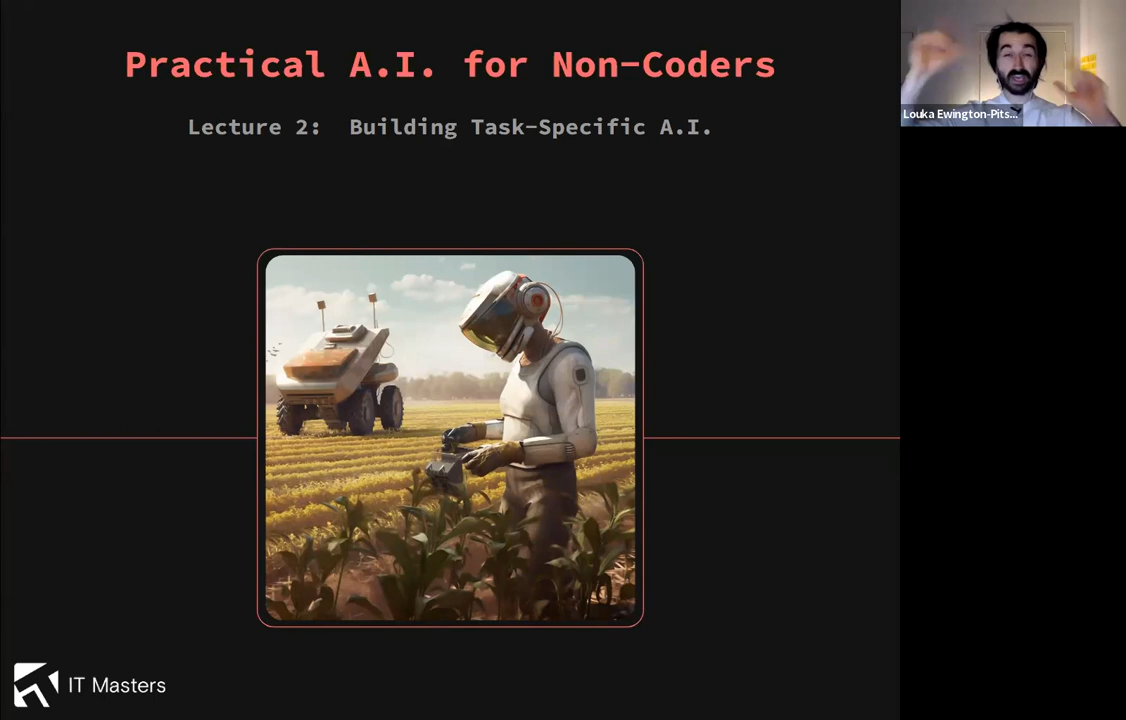 Practical A.I. for Non-Coders
Lecture 2: Building Task-Specific A.I.
Louka Ewington-Pits...
IT Masters